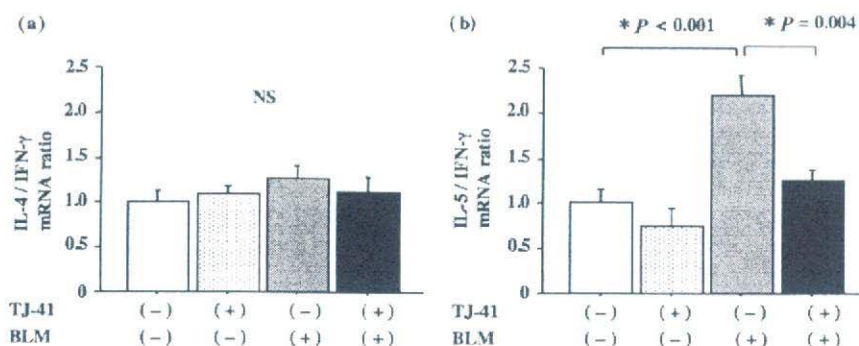 (a)
NS
IL-4 / IFN-γ
mRNA ratio
2.5
2.0
1.5
1.0
0.5
0
TJ-41 (−) (+) (−) (+)
BLM (−) (−) (+) (+)
(b)
* P < 0.001 * P = 0.004
IL-5 / IFN-γ
mRNA ratio
2.5
2.0
1.5
1.0
0.5
0
TJ-41 (−) (+) (−) (+)
BLM (−) (−) (+) (+)